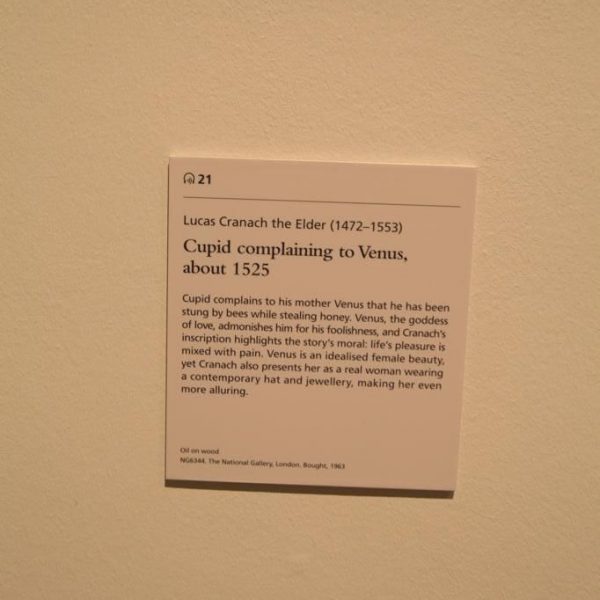 21
Lucas Cranach the Elder (1472–1553)
Cupid complaining to Venus,
about 1525
Cupid complains to his mother Venus that he has been
stung by bees while stealing honey. Venus, the goddess
of love, admonishes him for his foolishness, and Cranach's
inscription highlights the story's moral: life's pleasure is
mixed with pain. Venus is an idealised female beauty,
yet Cranach also presents her as a real woman wearing
a contemporary hat and jewellery, making her even
more alluring.
Oil on wood
NG6344. The National Gallery, London. Bought, 1963